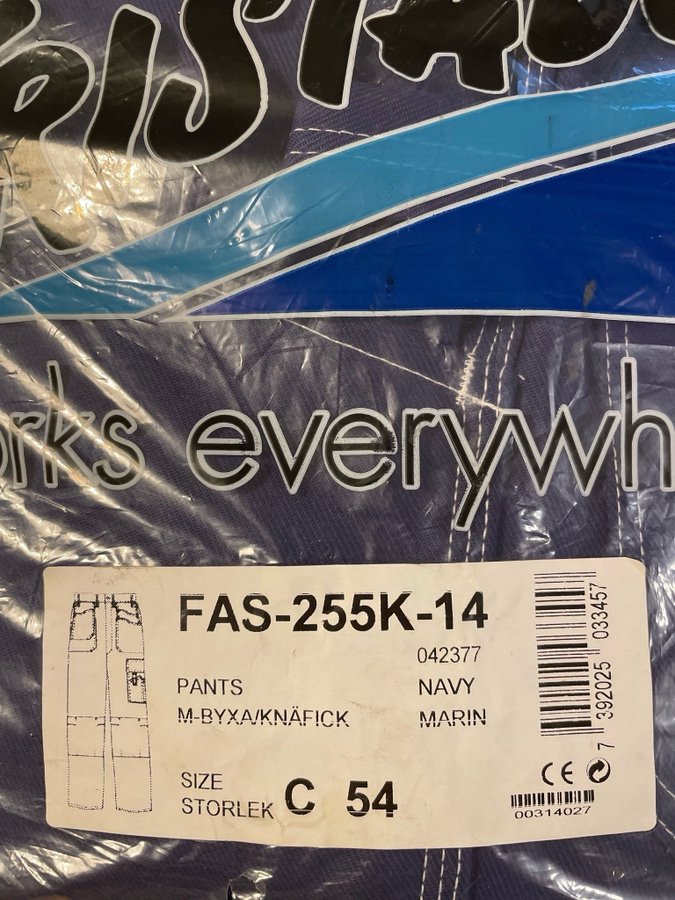 RISTA
orks everywh
FAS-255K-14
042377
PANTS NAVY
M-BYXA/KNÄFICK MARIN
SIZE
STORLEK C 54
7 392025 033457
CE
00314027